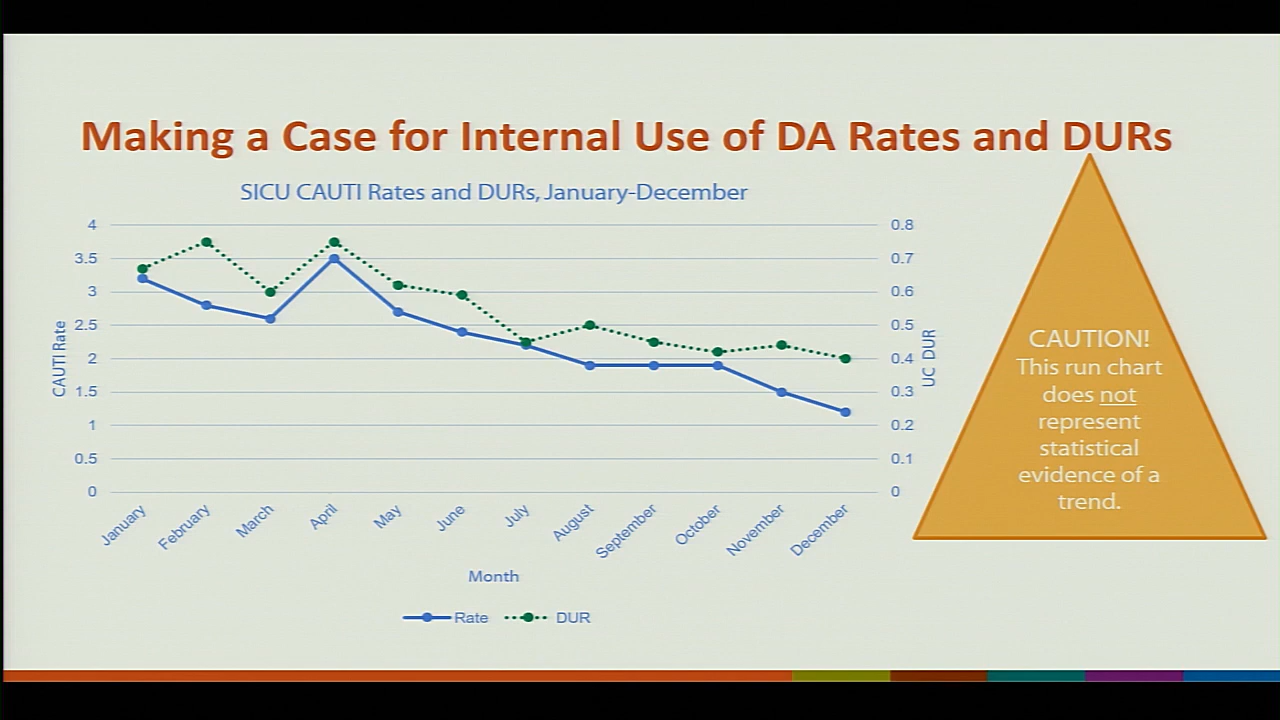 Making a Case for Internal Use of DA Rates and DURs
SICU CAUTI Rates and DURs, January-December
4
3.5
3
2.5
2
1.5
1
0.5
0
CAUTI Rate
0.8
0.7
0.6
0.5
0.4
0.3
0.2
0.1
0
UC DUR
January
February
March
April
May
June
July
August
September
October
November
December
Month
Rate
DUR
CAUTION!
This run chart
does not
represent
statistical
evidence of a
trend.